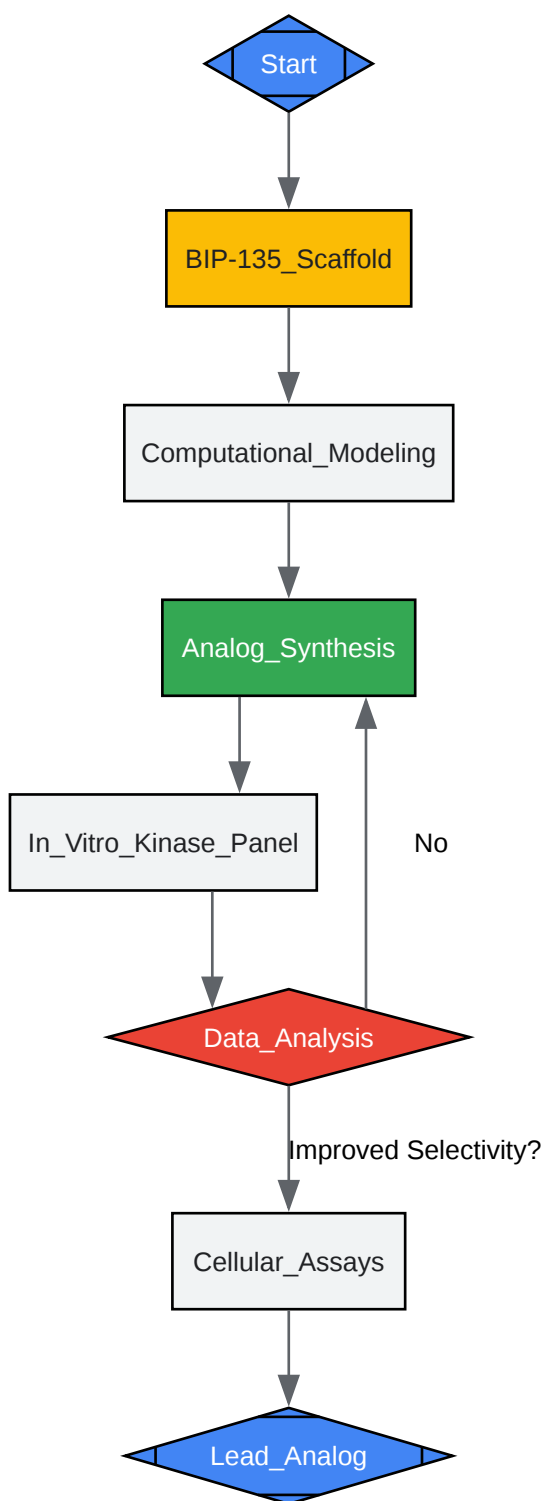 Start
BIP-135_Scaffold
Computational_Modeling
Analog_Synthesis
In_Vitro_Kinase_Panel
No
Data_Analysis
Improved Selectivity?
Cellular_Assays
Lead_Analog